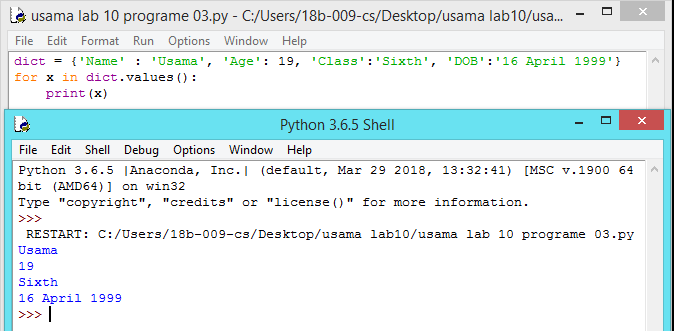 usama lab 10 programe 03.py - C:/Users/18b-009-cs/Desktop/usama lab10/usa...
File Edit Format Run Options Window Help
dict = {'Name' : 'Usama', 'Age': 19, 'Class':'Sixth', 'DOB':'16 April 1999'}
for x in dict.values():
    print(x)
Python 3.6.5 Shell
File Edit Shell Debug Options Window Help
Python 3.6.5 |Anaconda, Inc.| (default, Mar 29 2018, 13:32:41) [MSC v.1900 64
bit (AMD64)] on win32
Type "copyright", "credits" or "license()" for more information.
>>>
 RESTART: C:/Users/18b-009-cs/Desktop/usama lab10/usama lab 10 programe 03.py
Usama
19
Sixth
16 April 1999
>>>